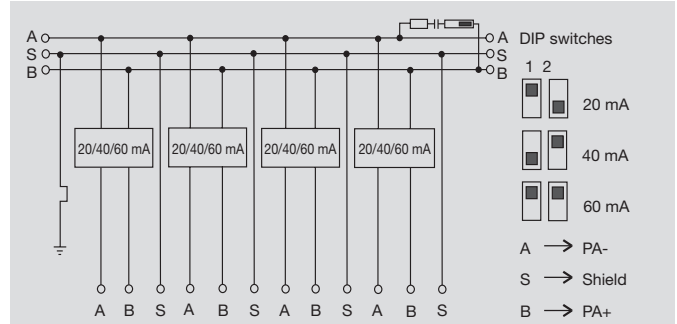 A A DIP switches
S S
B B 1 2
20 mA
20/40/60 mA 20/40/60 mA 20/40/60 mA 20/40/60 mA
40 mA
60 mA
A → PA-
S → Shield
A B S A B S A B S A B S B → PA+